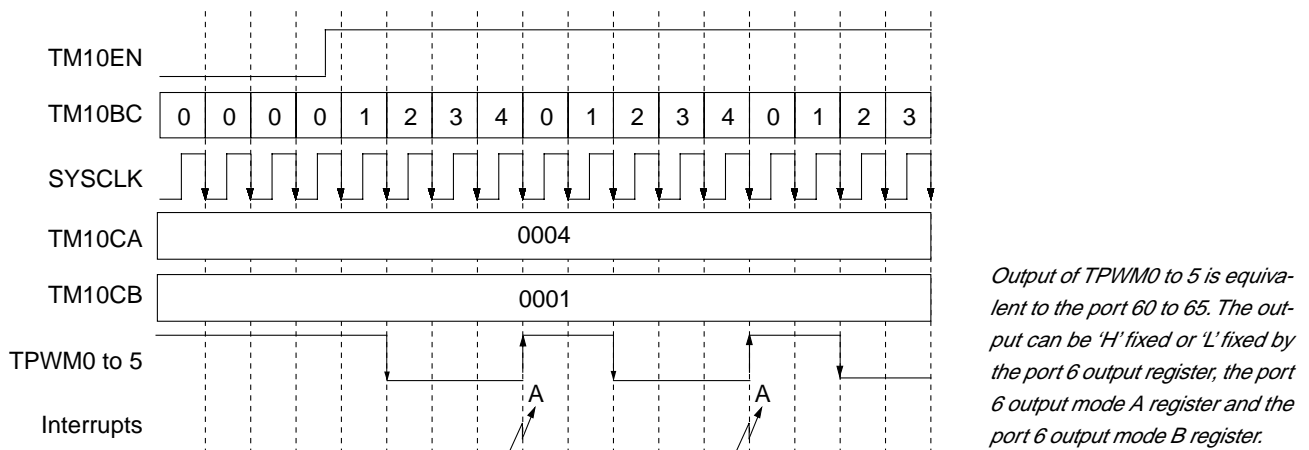 TM10EN
TM10BC 0 0 0 0 1 2 3 4 0 1 2 3 4 0 1 2 3
SYSCLK
TM10CA 0004
TM10CB 0001
TPWM0 to 5
A A
Interrupts
Output of TPWM0 to 5 is equiva-
lent to the port 60 to 65. The out-
put can be ‘H’ fixed or ‘L’ fixed by
the port 6 output register, the port
6 output mode A register and the
port 6 output mode B register.